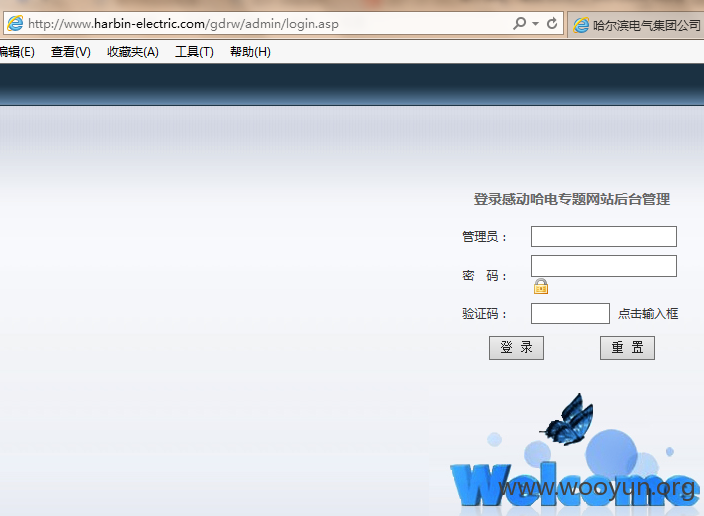 http://www.harbin-electric.com/gdrw/admin/login.asp
哈尔滨电气集团公司
编辑(E) 查看(V) 收藏夹(A) 工具(T) 帮助(H)
登录感动哈电专题网站后台管理
管理员：
密 码：
验证码： 点击输入框
登 录 重 置
Welcome
www.wooyun.org